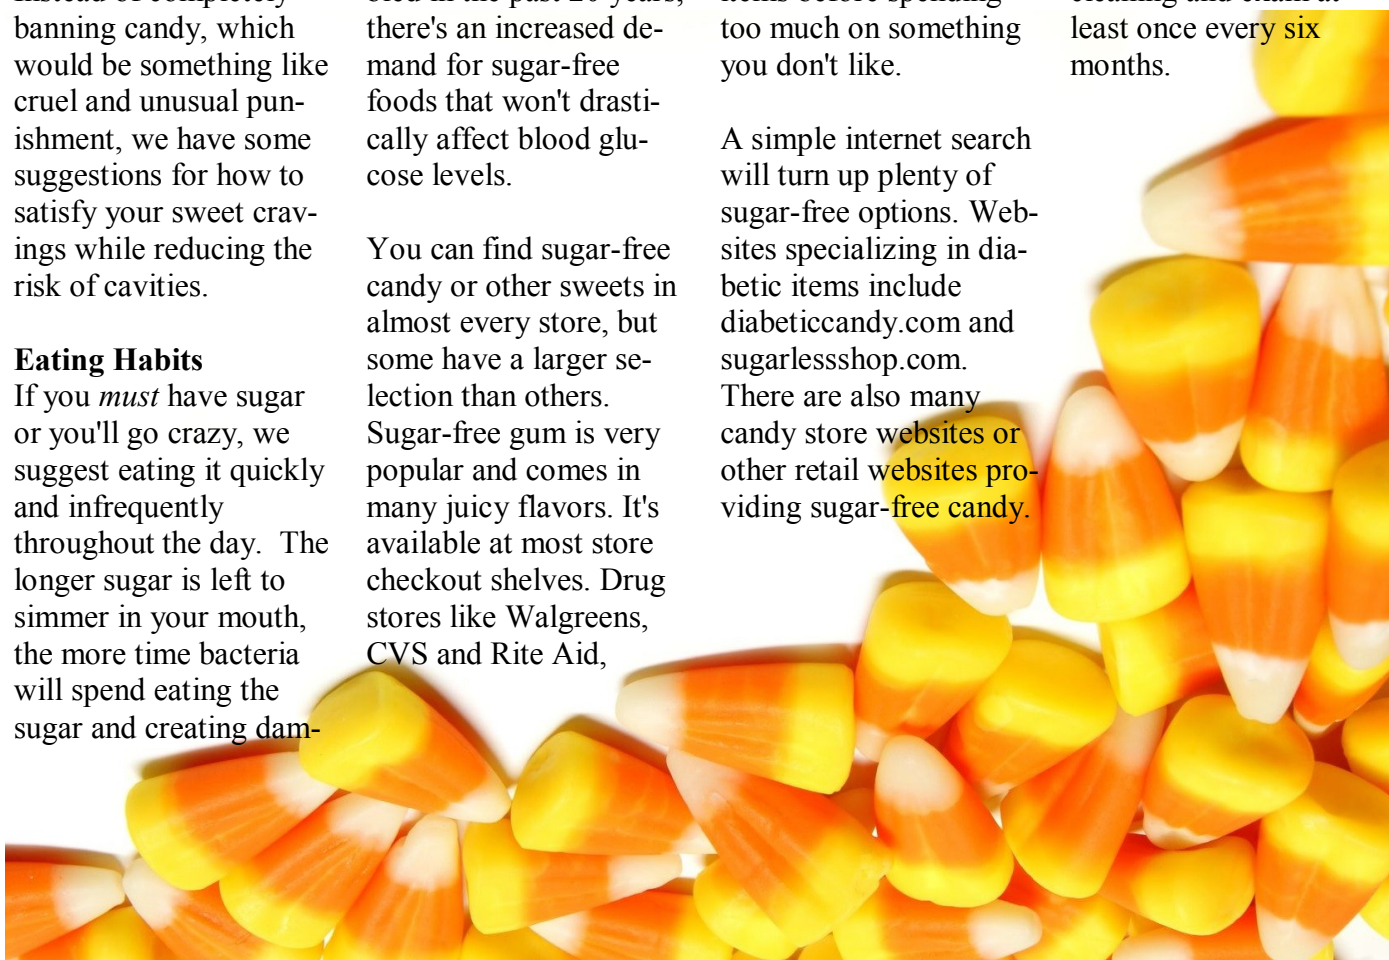 banning candy, which
would be something like
cruel and unusual pun-
ishment, we have some
suggestions for how to
satisfy your sweet crav-
ings while reducing the
risk of cavities.
Eating Habits
If you must have sugar
or you'll go crazy, we
suggest eating it quickly
and infrequently
throughout the day.  The
longer sugar is left to
simmer in your mouth,
the more time bacteria
will spend eating the
sugar and creating dam-
there's an increased de-
mand for sugar-free
foods that won't drasti-
cally affect blood glu-
cose levels.
You can find sugar-free
candy or other sweets in
almost every store, but
some have a larger se-
lection than others.
Sugar-free gum is very
popular and comes in
many juicy flavors. It's
available at most store
checkout shelves. Drug
stores like Walgreens,
CVS and Rite Aid,
too much on something
you don't like.
A simple internet search
will turn up plenty of
sugar-free options. Web-
sites specializing in dia-
betic items include
diabeticcandy.com and
sugarlessshop.com.
There are also many
candy store websites or
other retail websites pro-
viding sugar-free candy.
least once every six
months.